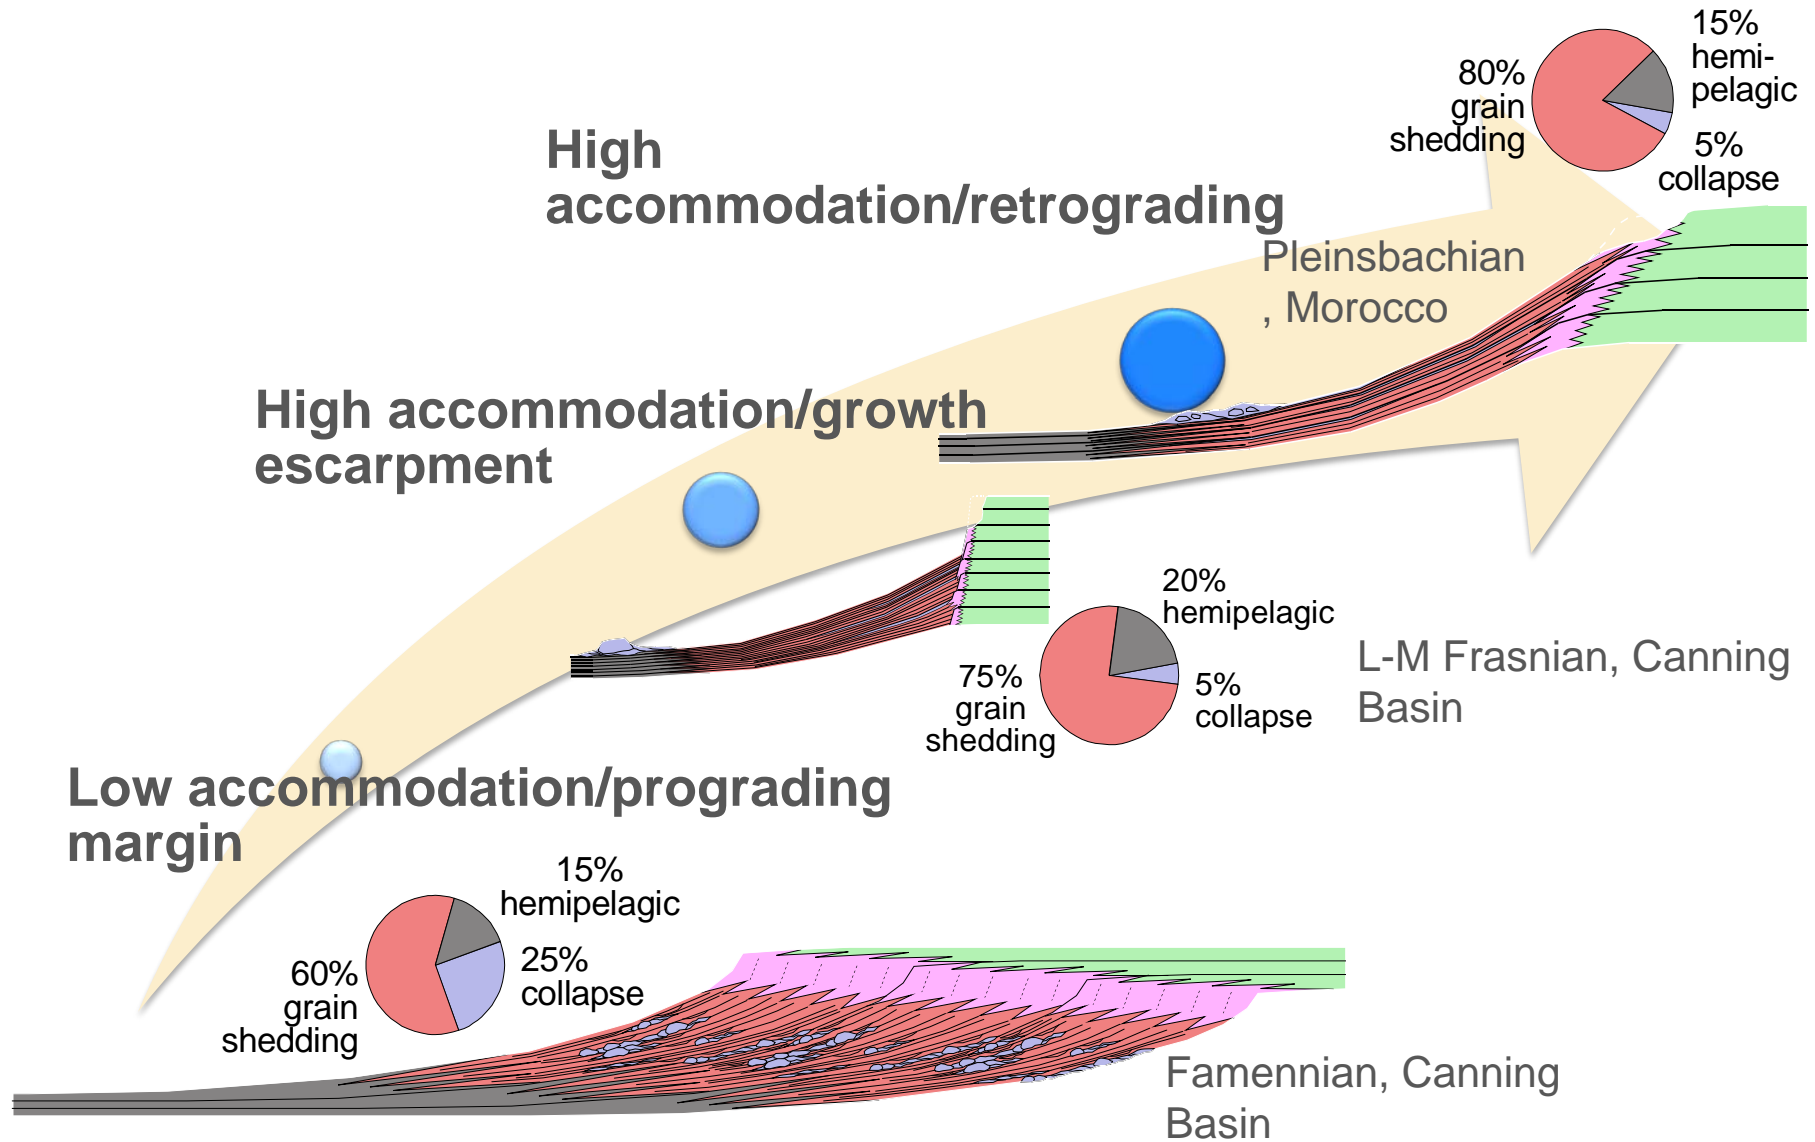 15%
hemi-
pelagic
80%
grain
shedding
5%
collapse
High
accommodation/retrograding
Pleinsbachian
, Morocco
High accommodation/growth
escarpment
20%
hemipelagic
75%
grain
shedding
5%
collapse
L-M Frasnian, Canning
Basin
Low accommodation/prograding
margin
15%
hemipelagic
60%
grain
shedding
25%
collapse
Famennian, Canning
Basin